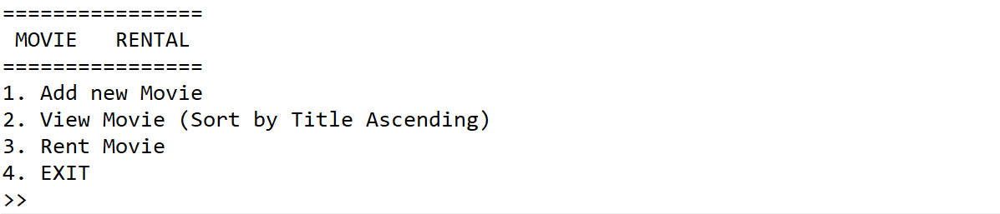 ================
 MOVIE   RENTAL
================
1. Add new Movie
2. View Movie (Sort by Title Ascending)
3. Rent Movie
4. EXIT
>>